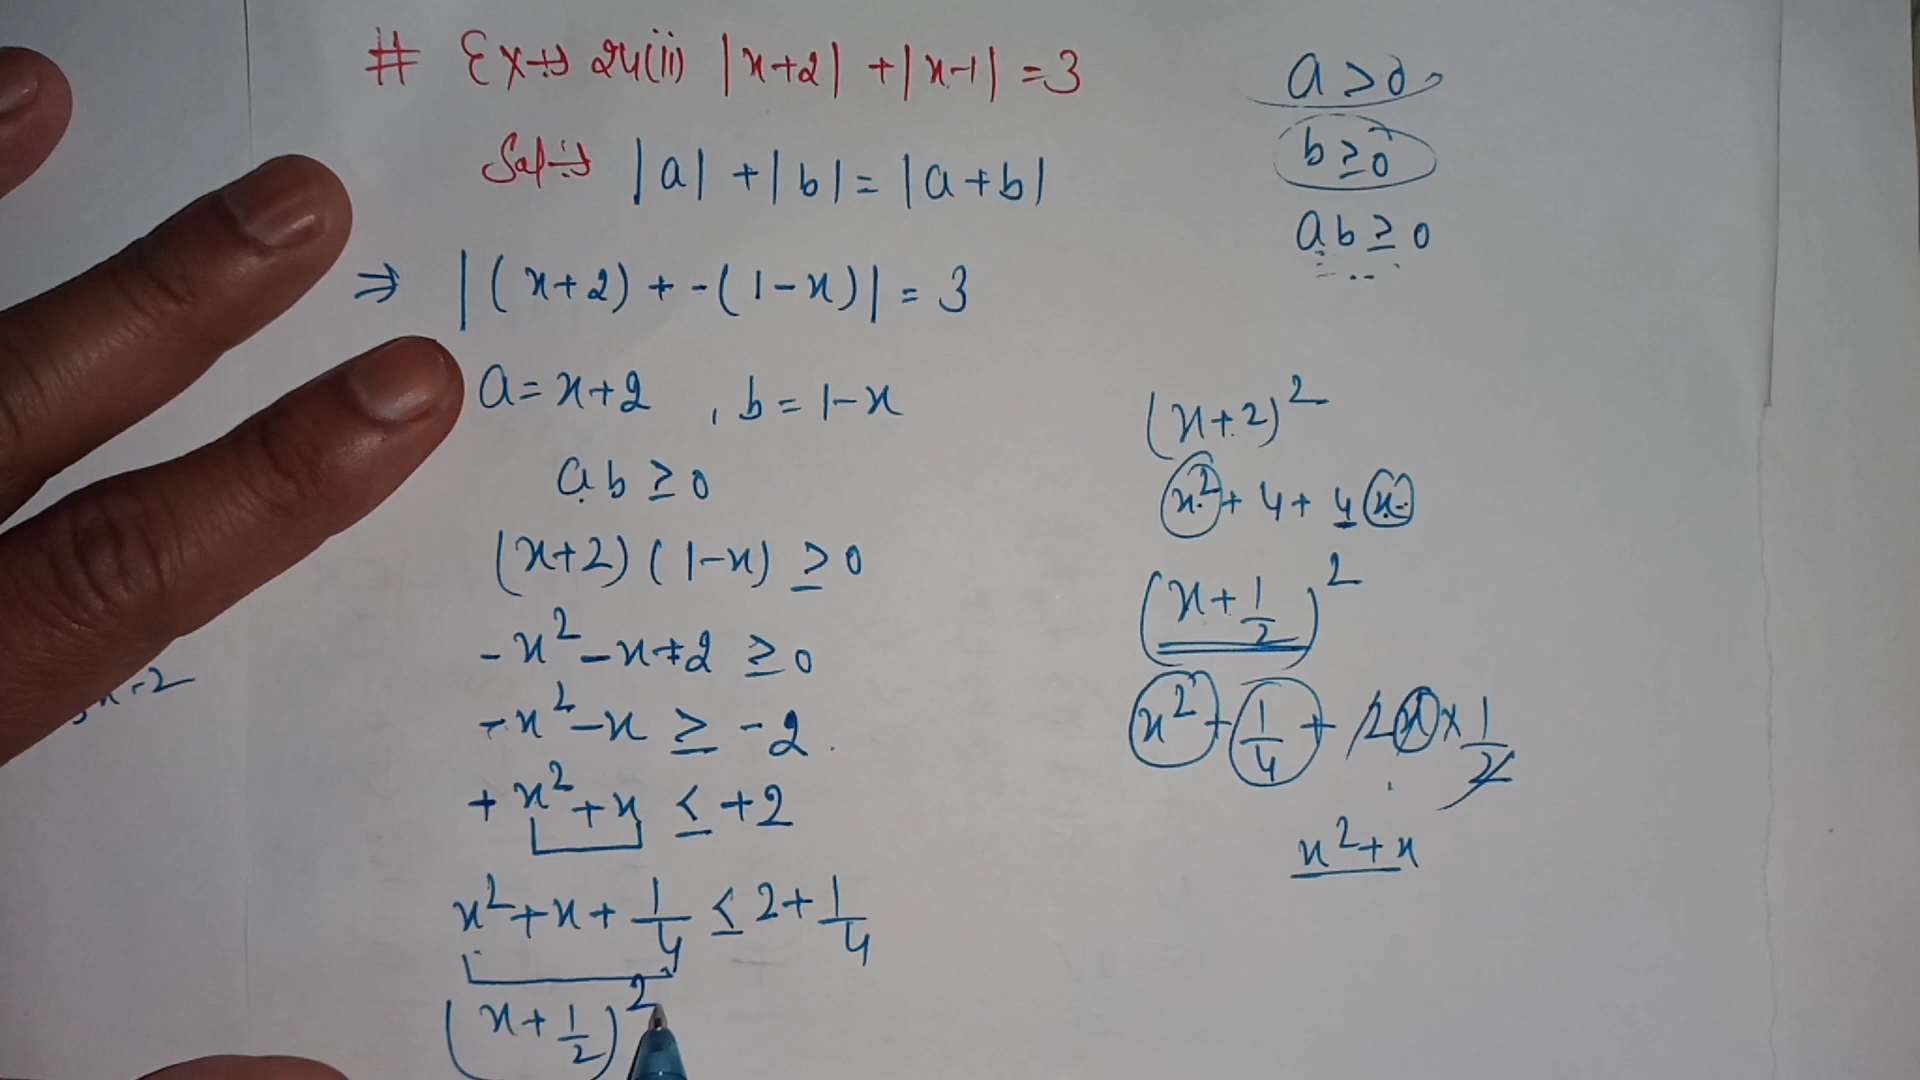 # Ex→ 24(ii) |x+2| + |x-1| = 3
Sol→ |a| + |b| = |a+b|
⇒ |(x+2) + -(1-x)| = 3
a = x+2 , b = 1-x
ab ≥ 0
(x+2) (1-x) ≥ 0
-x² - x + 2 ≥ 0
-x² - x ≥ -2
+ x² + x ≤ +2
x² + x + 1/4 ≤ 2 + 1/4
(x + 1/2)²
a > 0
b ≥ 0
ab ≥ 0
(x+2)²
x² + 4 + 4x
(x + 1/2)²
x² + 1/4 + 2x × 1/2
x² + x